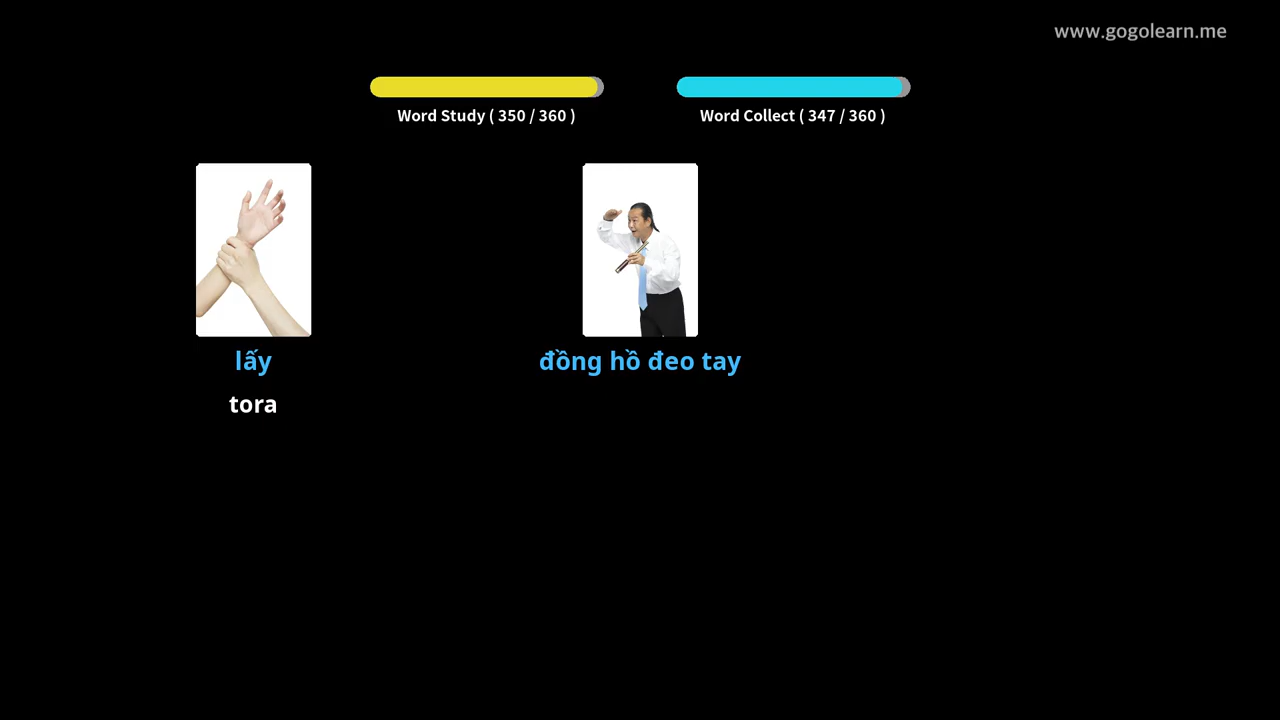 www.gogolearn.me
Word Study ( 350 / 360 )
Word Collect ( 347 / 360 )
lấy
đồng hồ đeo tay
tora